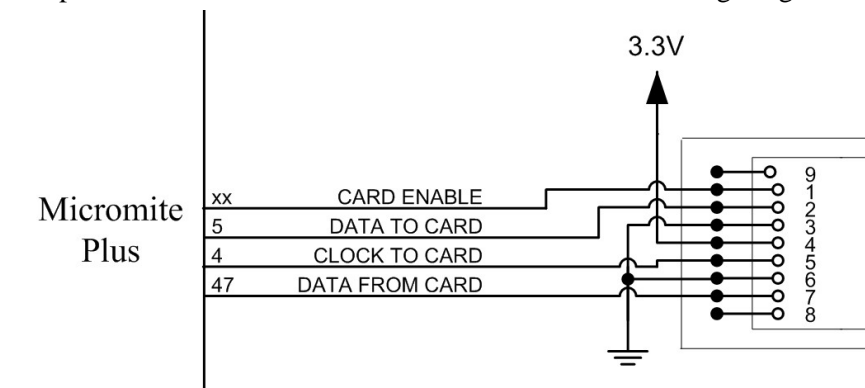 3.3V
Micromite
Plus
xx CARD ENABLE
5 DATA TO CARD
4 CLOCK TO CARD
47 DATA FROM CARD
9
1
2
3
4
5
6
7
8